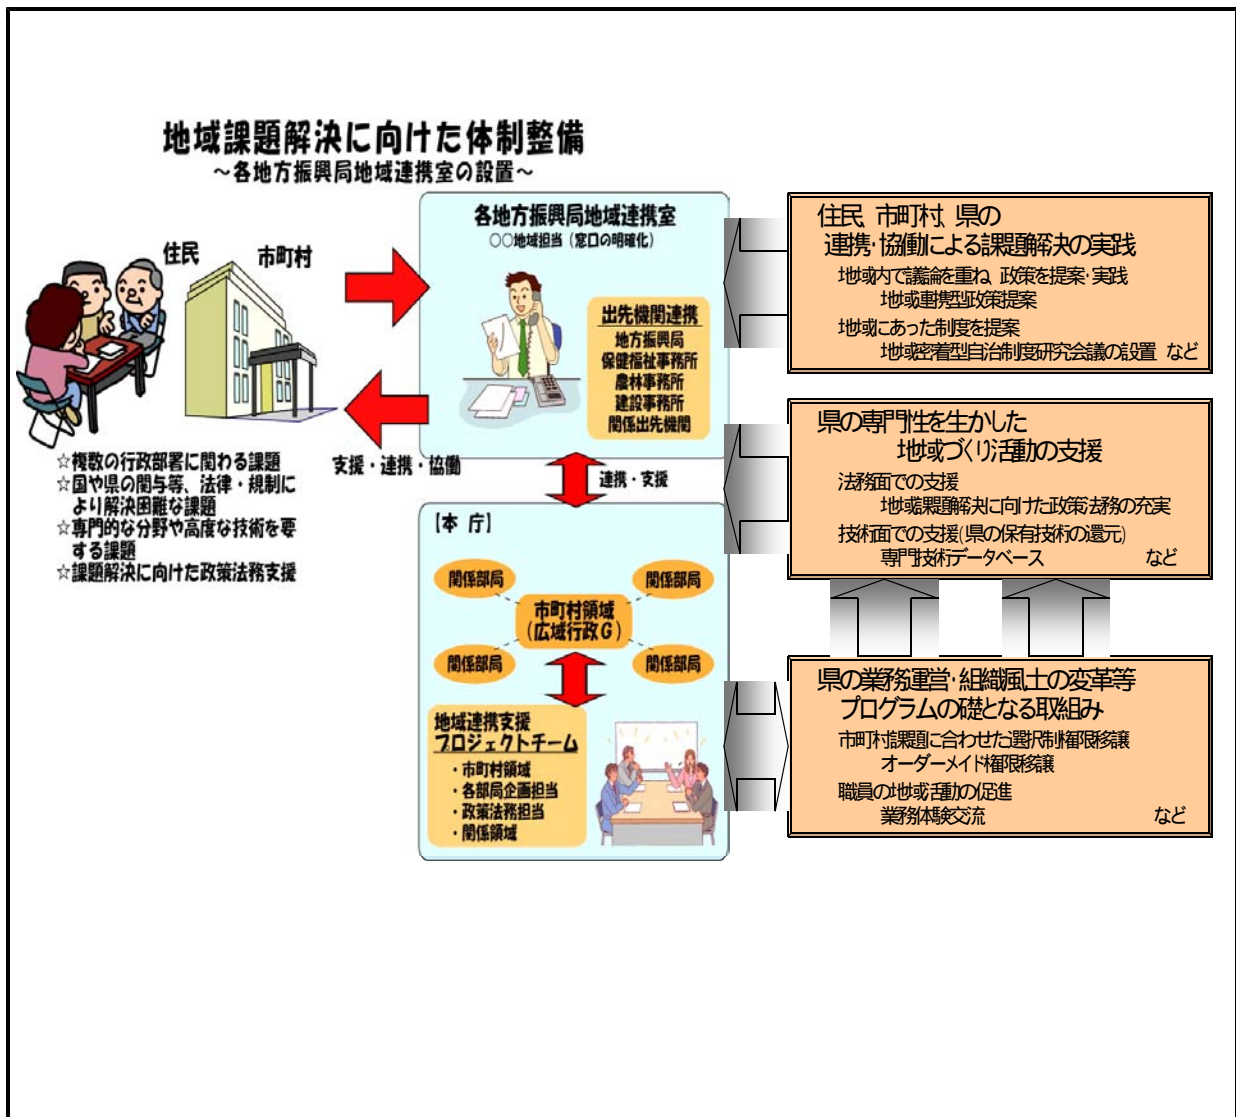 地域課題解決に向けた体制整備
～各地方振興局地域連携室の設置～
住民
市町村
☆複数の行政部署に関わる課題
☆国や県の関与等、法律・規制に
より解決困難な課題
☆専門的な分野や高度な技術を要
する課題
☆課題解決に向けた政策法務支援
支援・連携・協働
各地方振興局地域連携室
○○地域担当（窓口の明確化）
出先機関連携
地方振興局
保健福祉事務所
農林事務所
建設事務所
関係出先機関
連携・支援
【本 庁】
関係部局
関係部局
市町村領域
（広域行政G）
関係部局
関係部局
地域連携支援
プロジェクトチーム
・市町村領域
・各部局企画担当
・政策法務担当
・関係領域
住民、市町村、県の
連携・協働による課題解決の実践
地域内で議論を重ね、政策を提案・実践
地域連携型政策提案
地域にあった制度を提案
地域密着型自治制度研究会議の設置 など
県の専門性を生かした
地域づくり活動の支援
法務面での支援
地域課題解決に向けた政策法務の充実
技術面での支援（県の保有技術の還元）
専門技術データベース など
県の業務運営・組織風土の変革等
プログラムの礎となる取組み
市町村課題に合わせた選択制権限移譲
オーダーメイド権限移譲
職員の地域活動の促進
業務体験交流 など